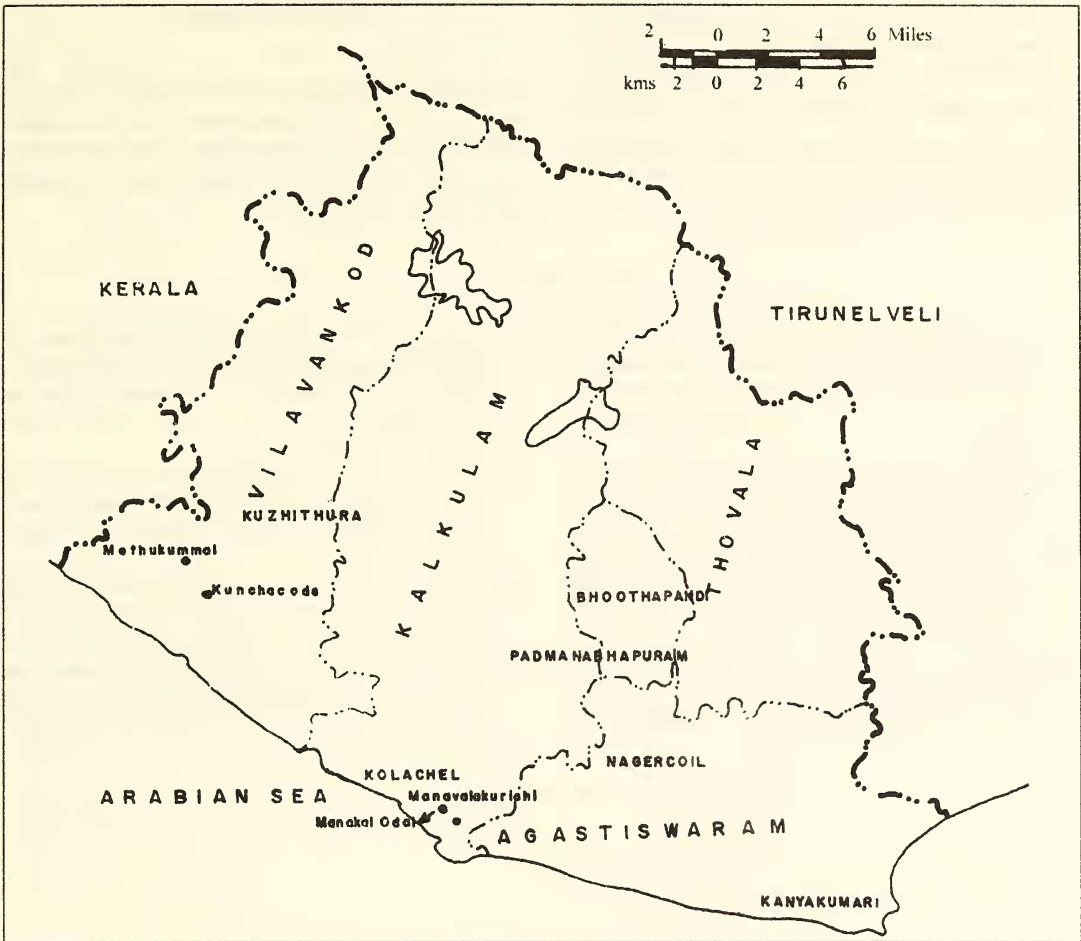 2 0 2 4 6 Miles
kms 2 0 2 4 6
KERALA
TIRUNELVELI
VILAVANKOD
KALKULAM
THOVALA
KUZHITHURA
Methukummal
Kunchacode
BHOOTHAPANDI
PADMANABHAPURAM
NAGERCOIL
KOLACHEL
ARABIAN SEA
Manavalakurichi
Manakal Odai
AGASTISWARAM
KANYAKUMARI